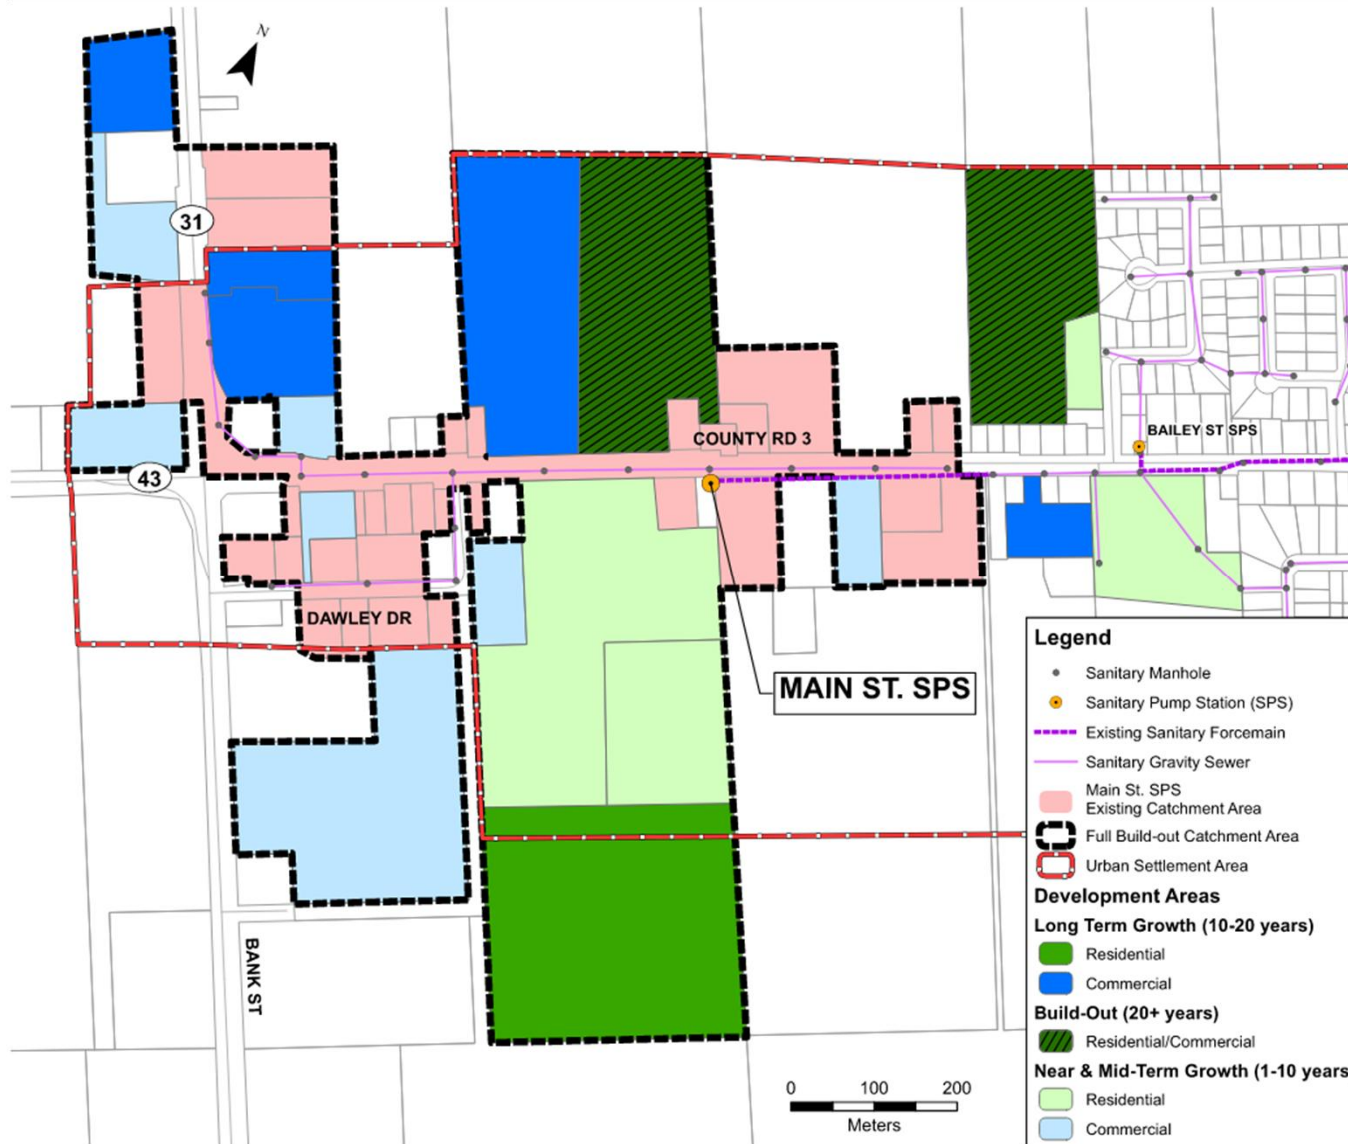 N
31
COUNTY RD 3
BAILEY ST SPS
43
DAWLEY DR
MAIN ST. SPS
BANK ST
0 100 200
Meters
Legend
Sanitary Manhole
Sanitary Pump Station (SPS)
Existing Sanitary Forcemain
Sanitary Gravity Sewer
Main St. SPS
Existing Catchment Area
Full Build-out Catchment Area
Urban Settlement Area
Development Areas
Long Term Growth (10-20 years)
Residential
Commercial
Build-Out (20+ years)
Residential/Commercial
Near & Mid-Term Growth (1-10 years
Residential
Commercial